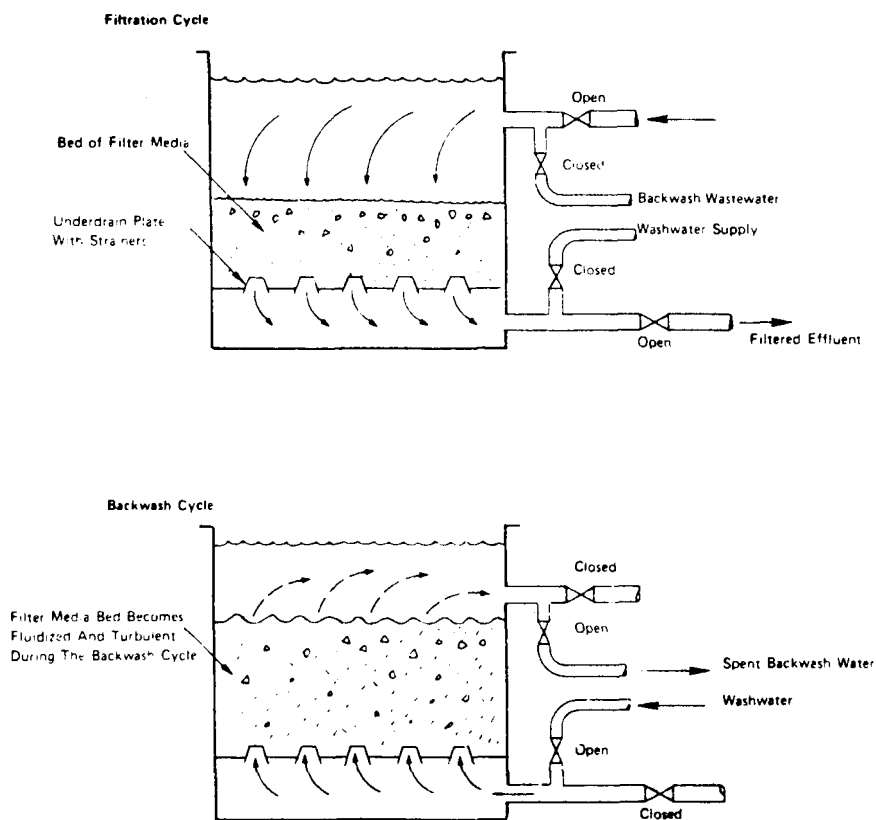 Filtration Cycle
Open
Bed of Filter Media
Closed
Backwash Wastewater
Underdrain Plate
With Strainers
Washwater Supply
Closed
Open
Filtered Effluent
Backwash Cycle
Closed
Filter Media Bed Becomes
Fluidized And Turbulent
During The Backwash Cycle
Open
Spent Backwash Water
Washwater
Open
Closed